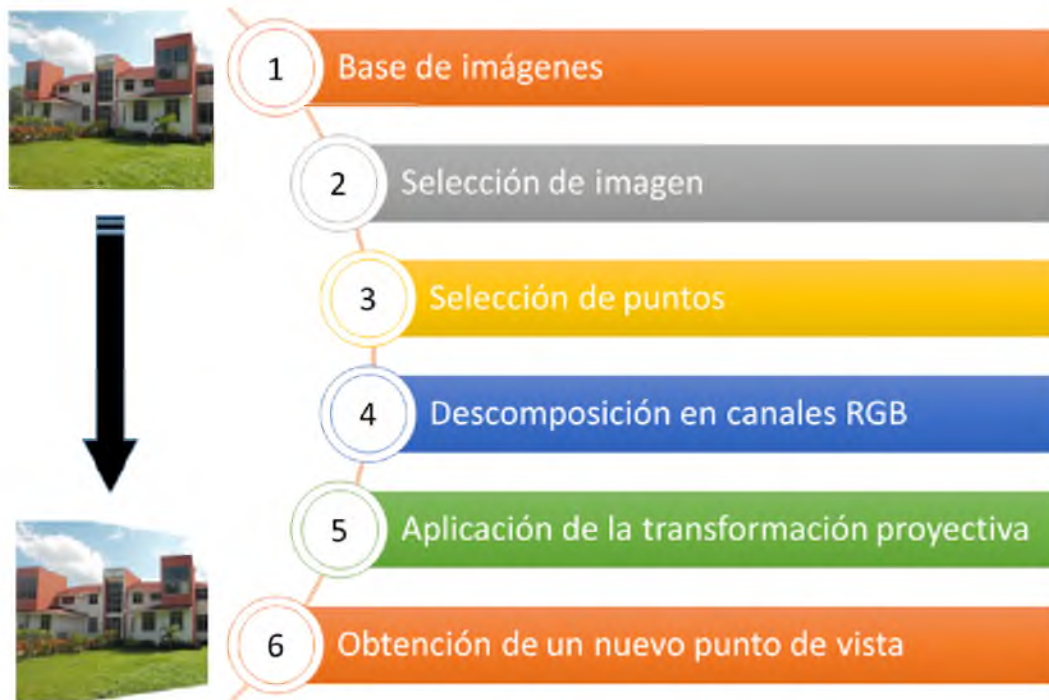 1 Base de imágenes
2 Selección de imagen
3 Selección de puntos
4 Descomposición en canales RGB
5 Aplicación de la transformación proyectiva
6 Obtención de un nuevo punto de vista